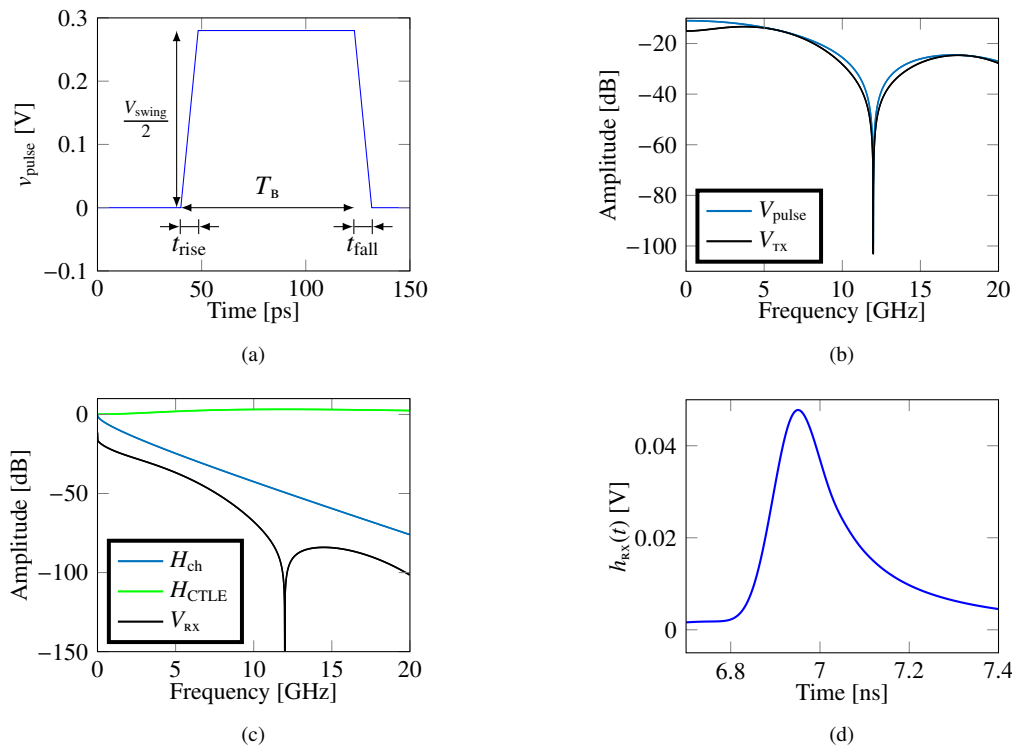 0.3
0.2
0.1
0
−0.1
v_pulse [V]
V_swing
2
T_B
t_rise
t_fall
0
50
100
150
Time [ps]
(a)
−20
−40
−60
−80
−100
Amplitude [dB]
V_pulse
V_TX
0
5
10
15
20
Frequency [GHz]
(b)
0
−50
−100
−150
Amplitude [dB]
H_ch
H_CTLE
V_RX
0
5
10
15
20
Frequency [GHz]
(c)
0.04
0.02
0
h_RX(t) [V]
6.8
7
7.2
7.4
Time [ns]
(d)